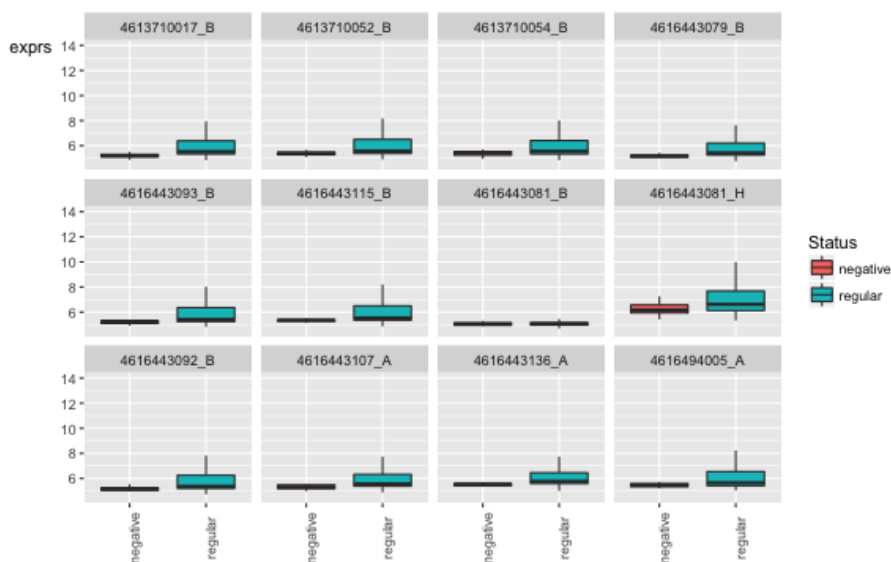 4613710017_B 4613710052_B 4613710054_B 4616443079_B
exprs
14
12
10
8
6
4616443093_B 4616443115_B 4616443081_B 4616443081_H
14
12
10
8
6
Status
negative
regular
4616443092_B 4616443107_A 4616443136_A 4616494005_A
14
12
10
8
6
negative regular negative regular negative regular negative regular